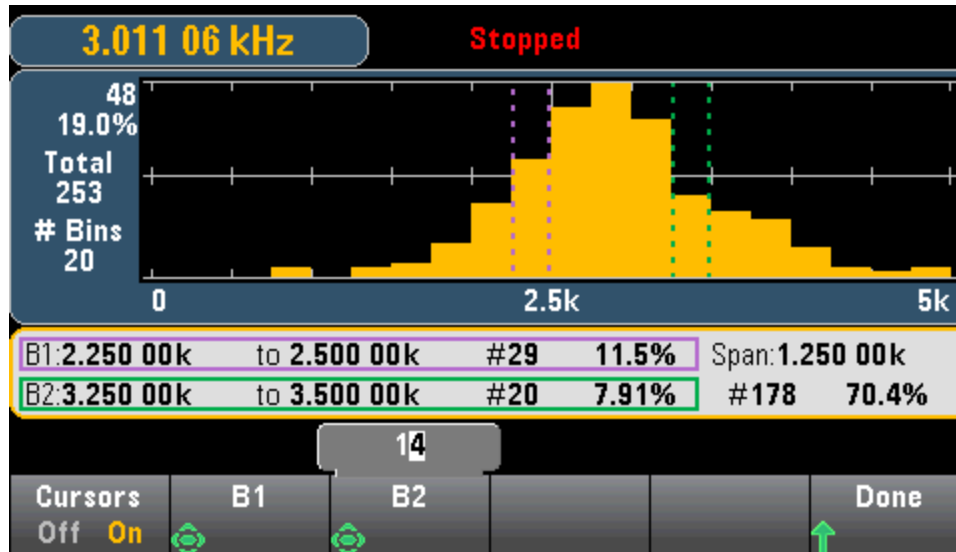 3.011 06 kHz
Stopped
48
19.0%
Total
253
# Bins
20
0 2.5k 5k
B1:2.250 00k to 2.500 00k #29 11.5% Span:1.250 00k
B2:3.250 00k to 3.500 00k #20 7.91% #178 70.4%
14
Cursors B1 B2 Done
Off On